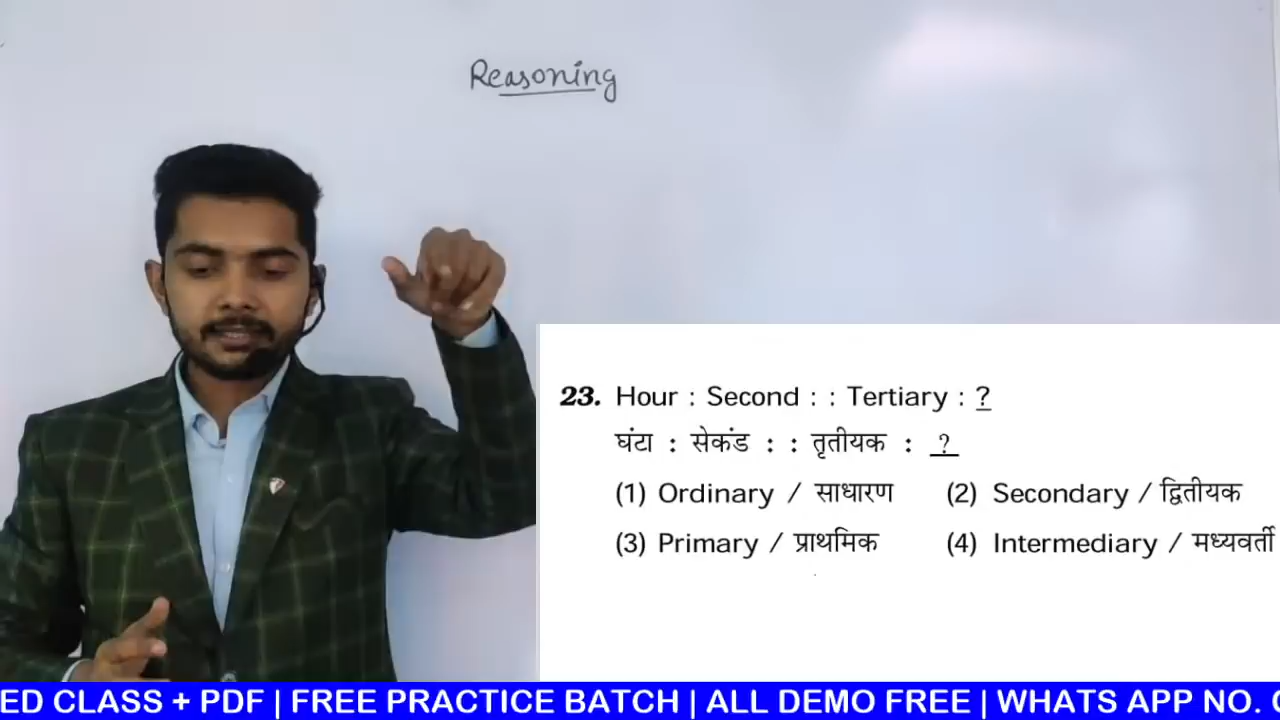 Reasoning
23. Hour : Second : : Tertiary : ?
घंटा : सेकंड : : तृतीयक : ?
(1) Ordinary / साधारण (2) Secondary / द्वितीयक
(3) Primary / प्राथमिक (4) Intermediary / मध्यवर्ती
ED CLASS + PDF | FREE PRACTICE BATCH | ALL DEMO FREE | WHATS APP NO.